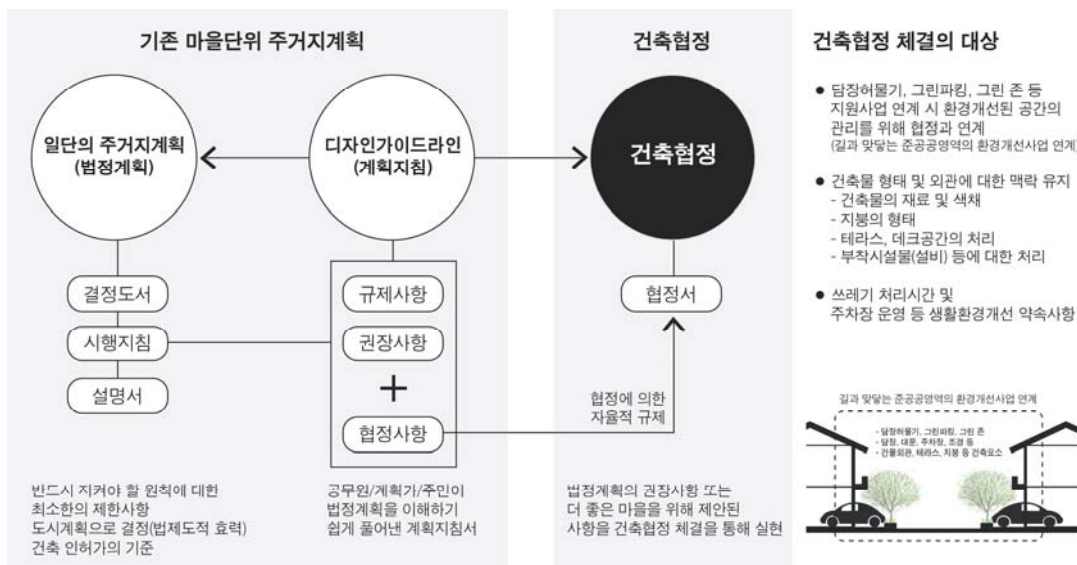 기존 마을단위 주거지계획
일단의 주거지계획
(법정계획)
디자인가이드라인
(계획지침)
결정도서
시행지침
설명서
규제사항
권장사항
+
협정사항
반드시 지켜야 할 원칙에 대한
최소한의 제한사항
도시계획으로 결정(법제도적 효력)
건축 인허가의 기준
공무원/계획가/주민이
법정계획을 이해하기
쉽게 풀어낸 계획지침서
건축협정
건축협정
협정서
협정에 의한
자율적 규제
법정계획의 권장사항 또는
더 좋은 마을을 위해 제안된
사항을 건축협정 체결을 통해 실현
건축협정 체결의 대상
● 담장허물기, 그린파킹, 그린 존 등
지원사업 연계 시 환경개선된 공간의
관리를 위해 협정과 연계
(길과 맞닿는 준공공영역의 환경개선사업 연계)
● 건축물 형태 및 외관에 대한 맥락 유지
- 건축물의 재료 및 색채
- 지붕의 형태
- 테라스, 데크공간의 처리
- 부착시설물(설비) 등에 대한 처리
● 쓰레기 처리시간 및
주차장 운영 등 생활환경개선 약속사항
길과 맞닿는 준공공영역의 환경개선사업 연계
- 담장허물기, 그린파킹, 그린 존
- 담장, 대문, 주차장, 조경 등
- 건물외관, 테라스, 지붕 등 건축요소